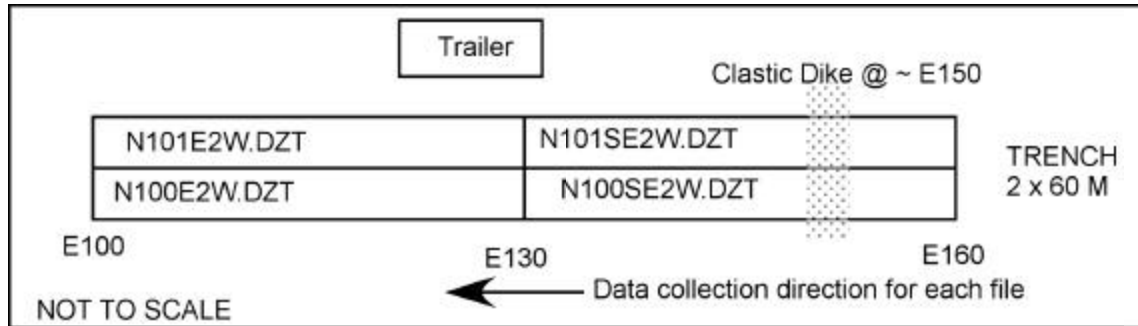 Trailer
Clastic Dike @ ~ E150
N101E2W.DZT
N101SE2W.DZT
N100E2W.DZT
N100SE2W.DZT
TRENCH
2 x 60 M
E100
E130
E160
Data collection direction for each file
NOT TO SCALE